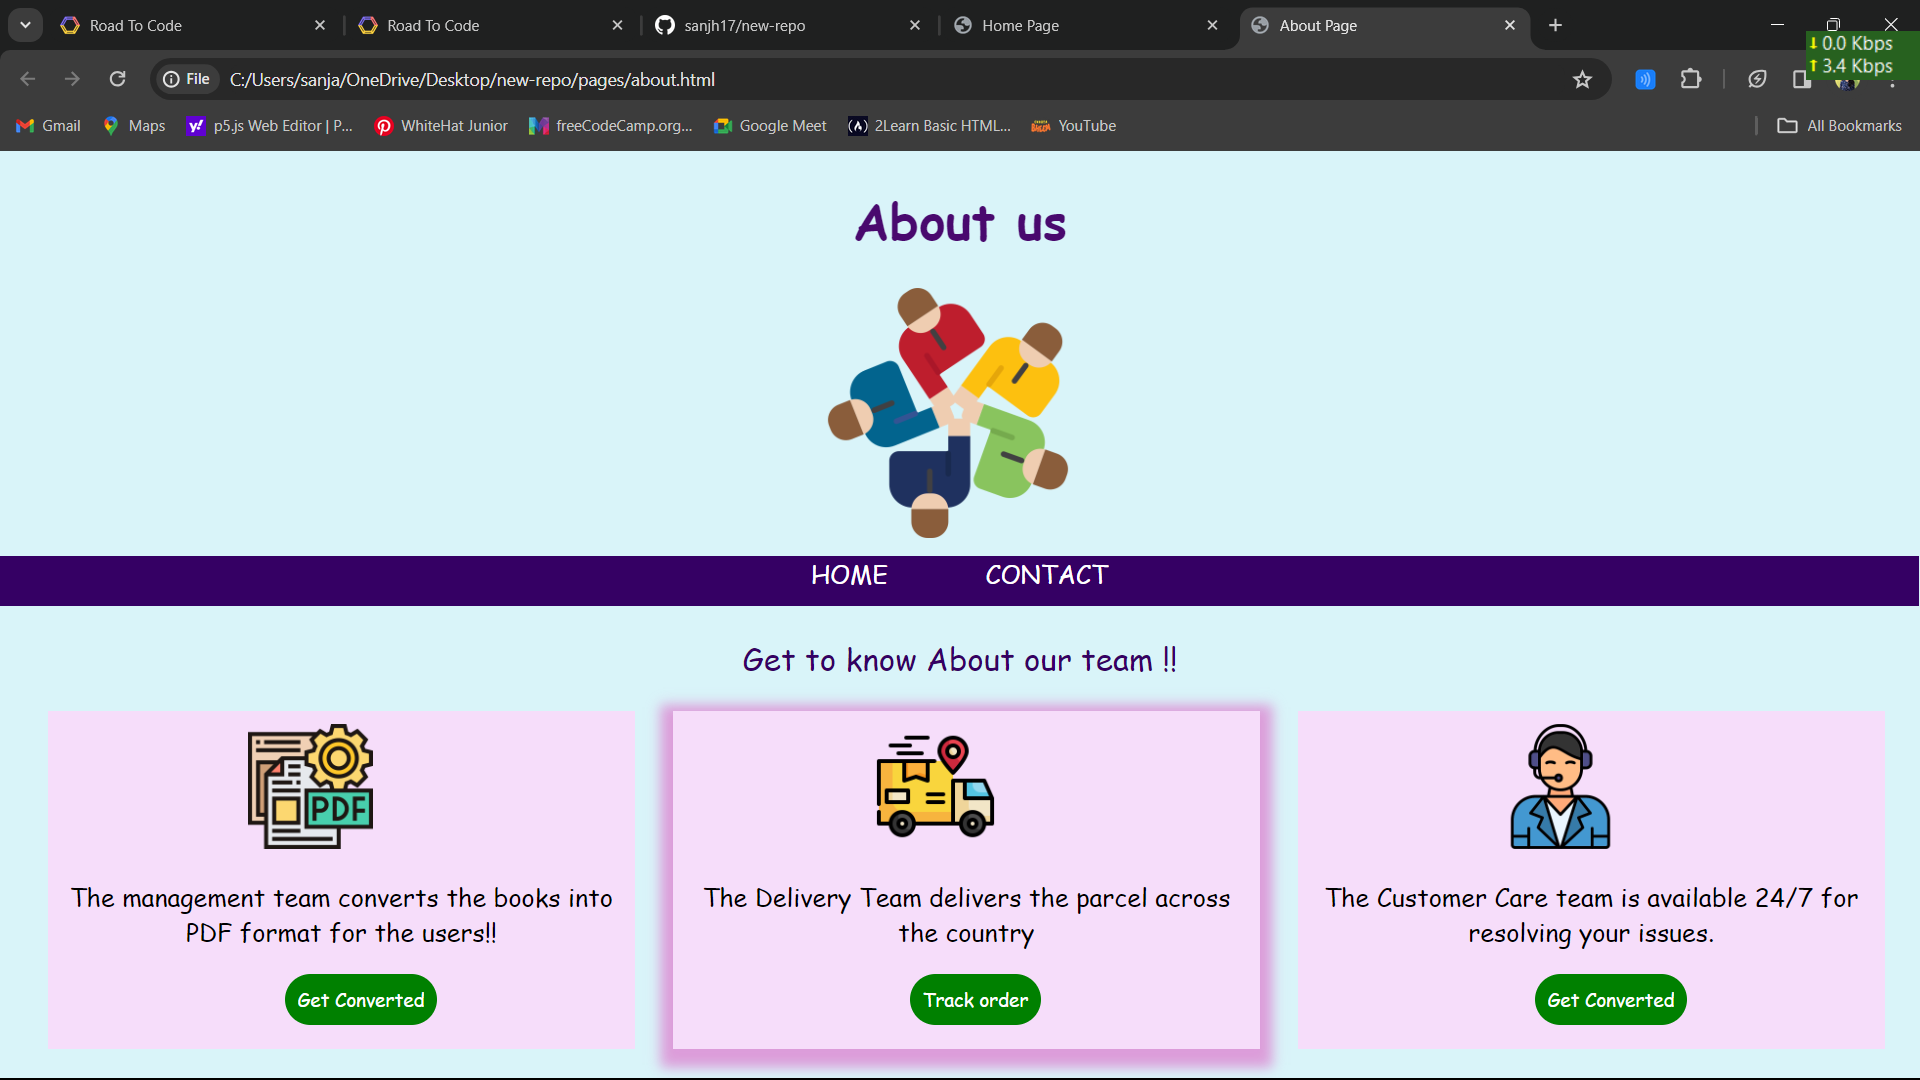 Road To Code
Road To Code
sanjh17/new-repo
Home Page
About Page
0.0 Kbps
3.4 Kbps
File
C:/Users/sanja/OneDrive/Desktop/new-repo/pages/about.html
Gmail
Maps
y!
p5.js Web Editor | P...
WhiteHat Junior
freeCodeCamp.org...
Google Meet
2Learn Basic HTML...
YouTube
All Bookmarks
About us
HOME
CONTACT
Get to know About our team !!
PDF
The management team converts the books into
PDF format for the users!!
Get Converted
The Delivery Team delivers the parcel across
the country
Track order
The Customer Care team is available 24/7 for
resolving your issues.
Get Converted